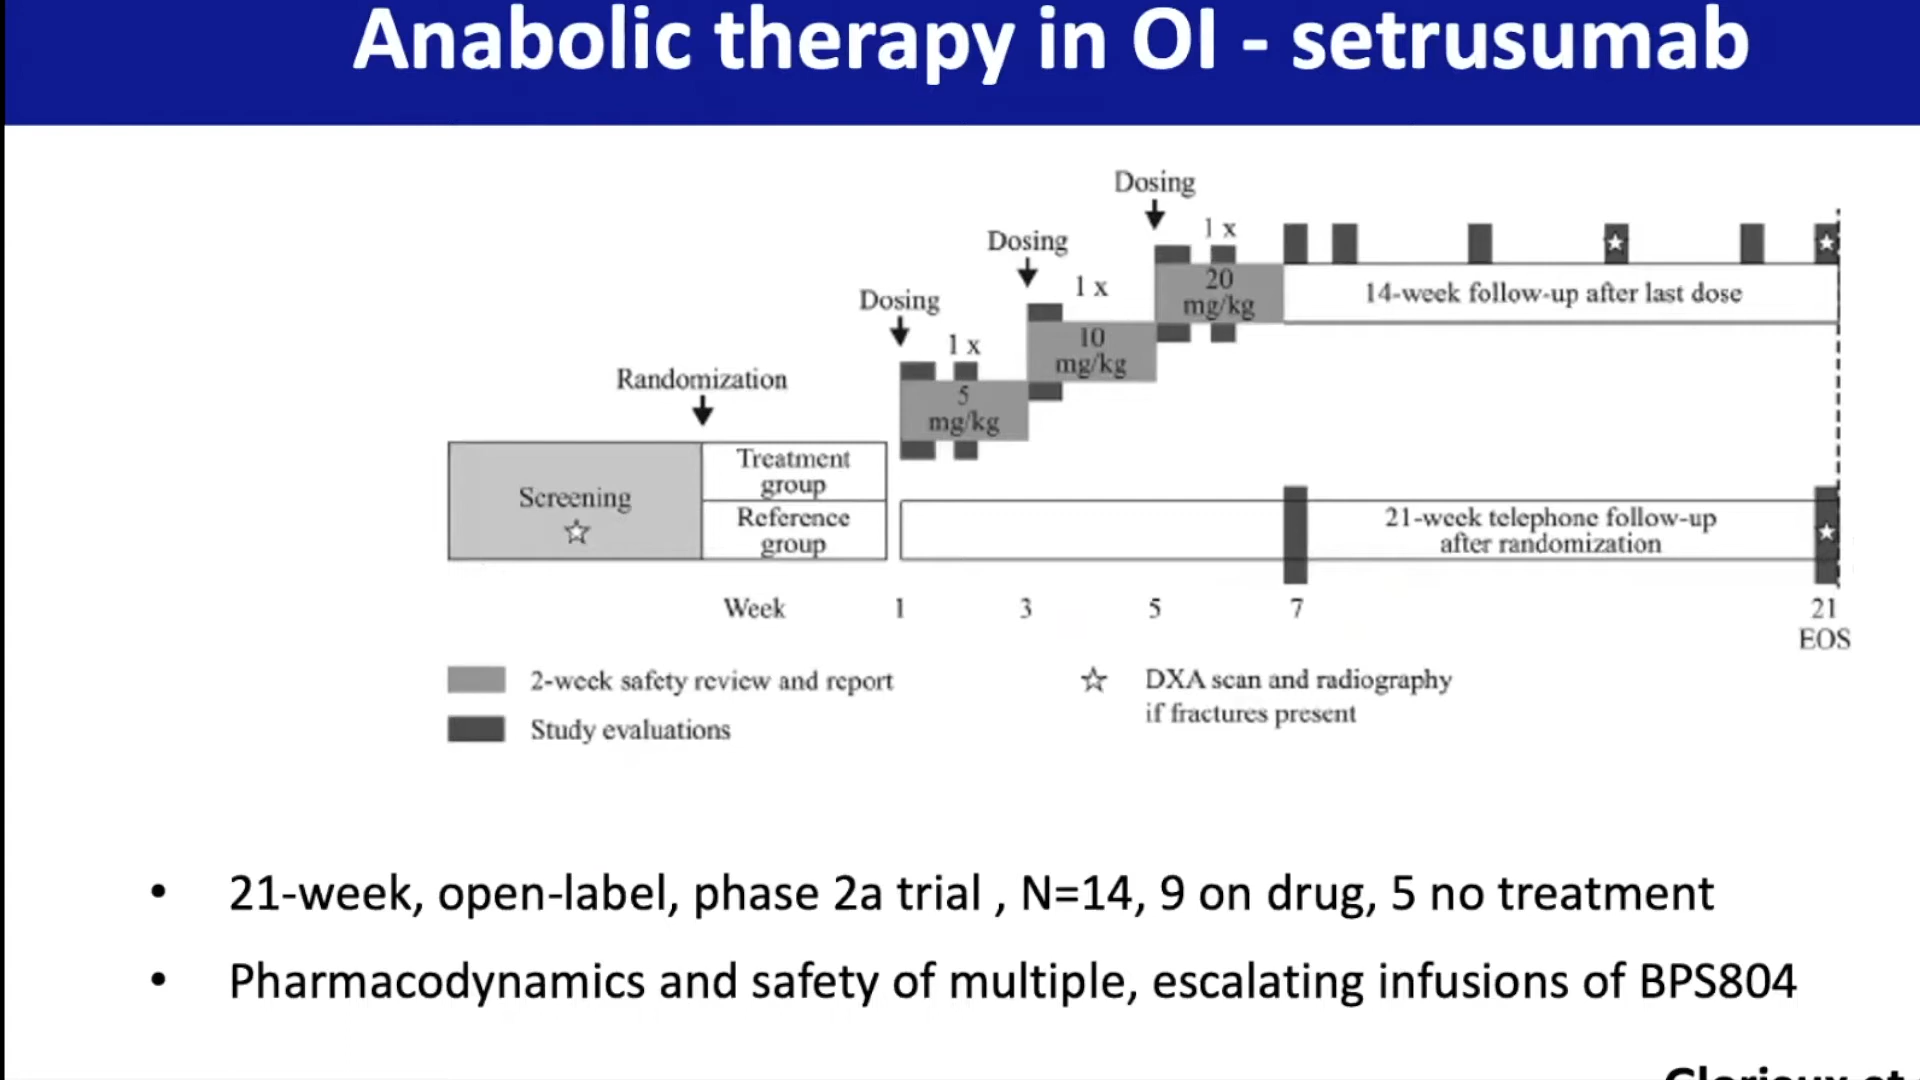 Anabolic therapy in OI - setrusumab
Dosing
1 x
20
mg/kg
Dosing
1 x
10
mg/kg
Dosing
1 x
5
mg/kg
14-week follow-up after last dose
Randomization
Screening
Treatment
group
Reference
group
21-week telephone follow-up
after randomization
Week 1 3 5 7 21
EOS
2-week safety review and report
Study evaluations
DXA scan and radiography
if fractures present
• 21-week, open-label, phase 2a trial , N=14, 9 on drug, 5 no treatment
• Pharmacodynamics and safety of multiple, escalating infusions of BPS804